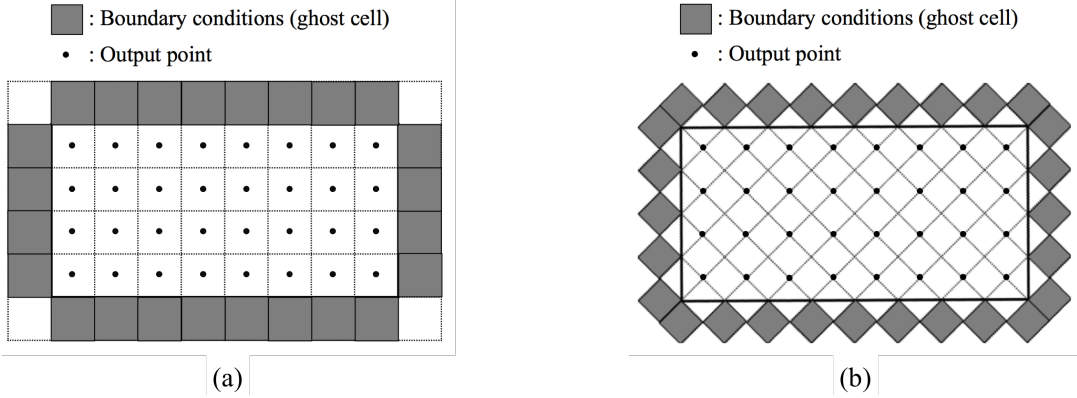 : Boundary conditions (ghost cell)
: Output point
(a)
: Boundary conditions (ghost cell)
: Output point
(b)